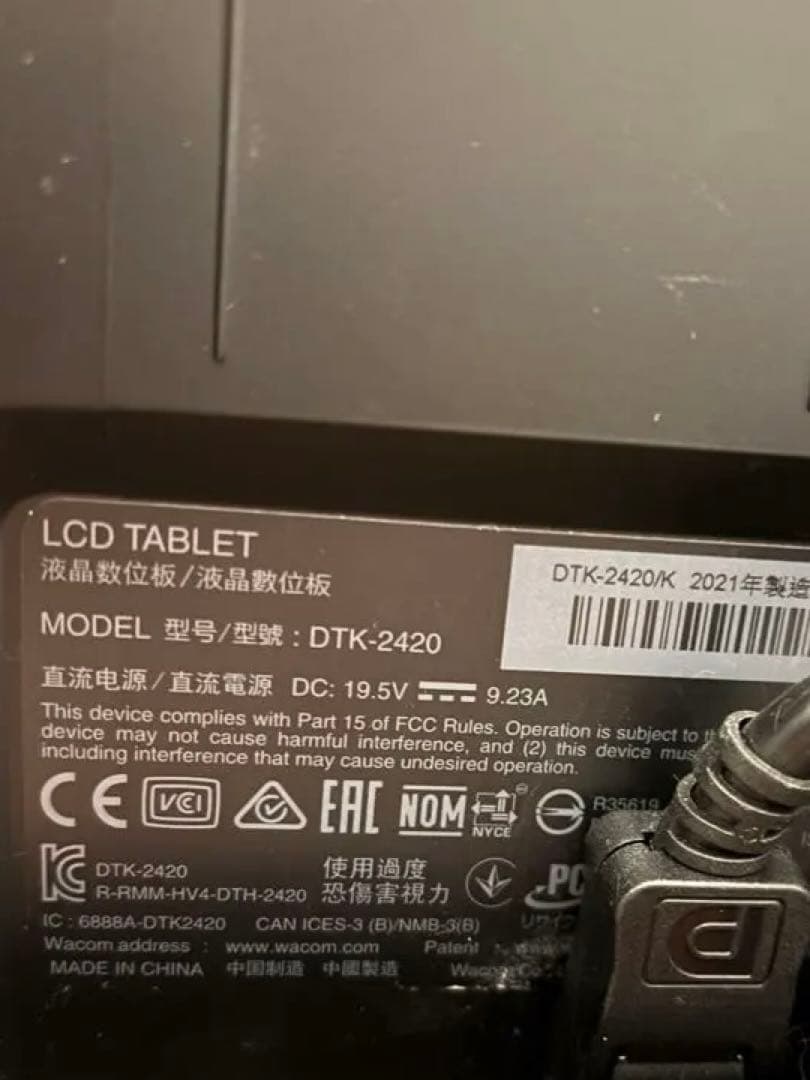 LCD TABLET
液晶数位板/液晶數位板
DTK-2420/K 2021年製造
MODEL 型号/型號 : DTK-2420
直流电源/直流電源 DC: 19.5V 9.23A
This device complies with Part 15 of FCC Rules. Operation is subject to
device may not cause harmful interference, and (2) this device
including interference that may cause undesired operation.
CE VCCI EAC NOM NYCE R35619
DTK-2420
R-RMM-HV4-DTH-2420
使用過度
恐傷害視力
PC
IC : 6888A-DTK2420 CAN ICES-3 (B)/NMB-3(B)
Wacom address : www.wacom.com Patent :
MADE IN CHINA 中国制造 中國製造